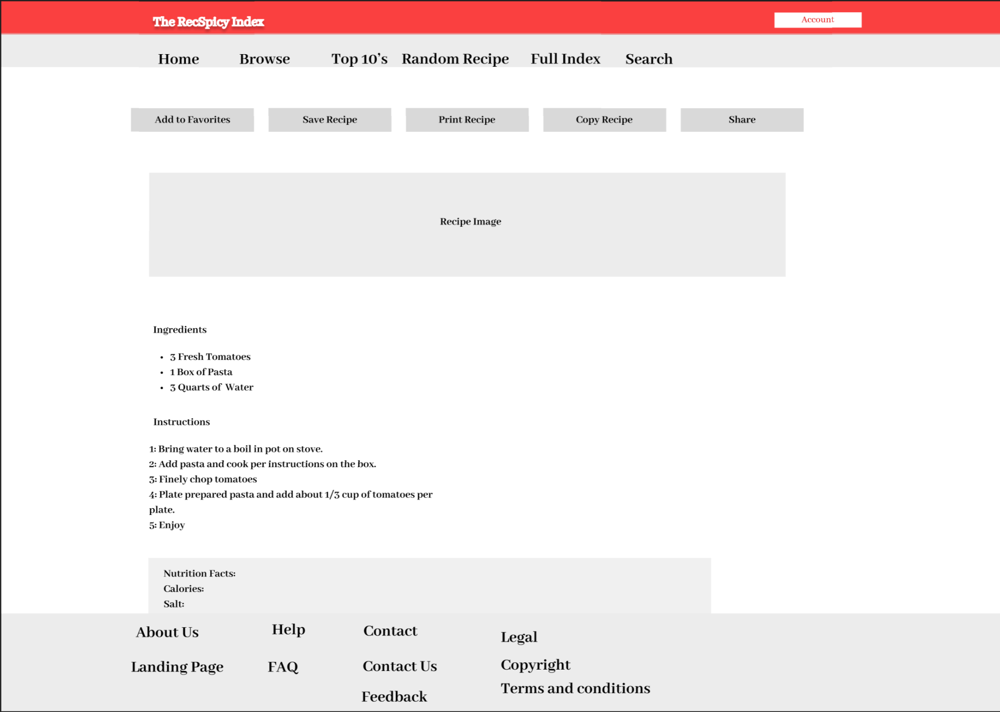 The RecSpicy Index
Account
Home Browse Top 10’s Random Recipe Full Index Search
Add to Favorites Save Recipe Print Recipe Copy Recipe Share
Recipe Image
Ingredients
• 3 Fresh Tomatoes
• 1 Box of Pasta
• 3 Quarts of Water
Instructions
1: Bring water to a boil in pot on stove.
2: Add pasta and cook per instructions on the box.
3: Finely chop tomatoes
4: Plate prepared pasta and add about 1/3 cup of tomatoes per
plate.
5: Enjoy
Nutrition Facts:
Calories:
Salt:
About Us Help Contact Legal
Landing Page FAQ Contact Us Copyright
Feedback Terms and conditions